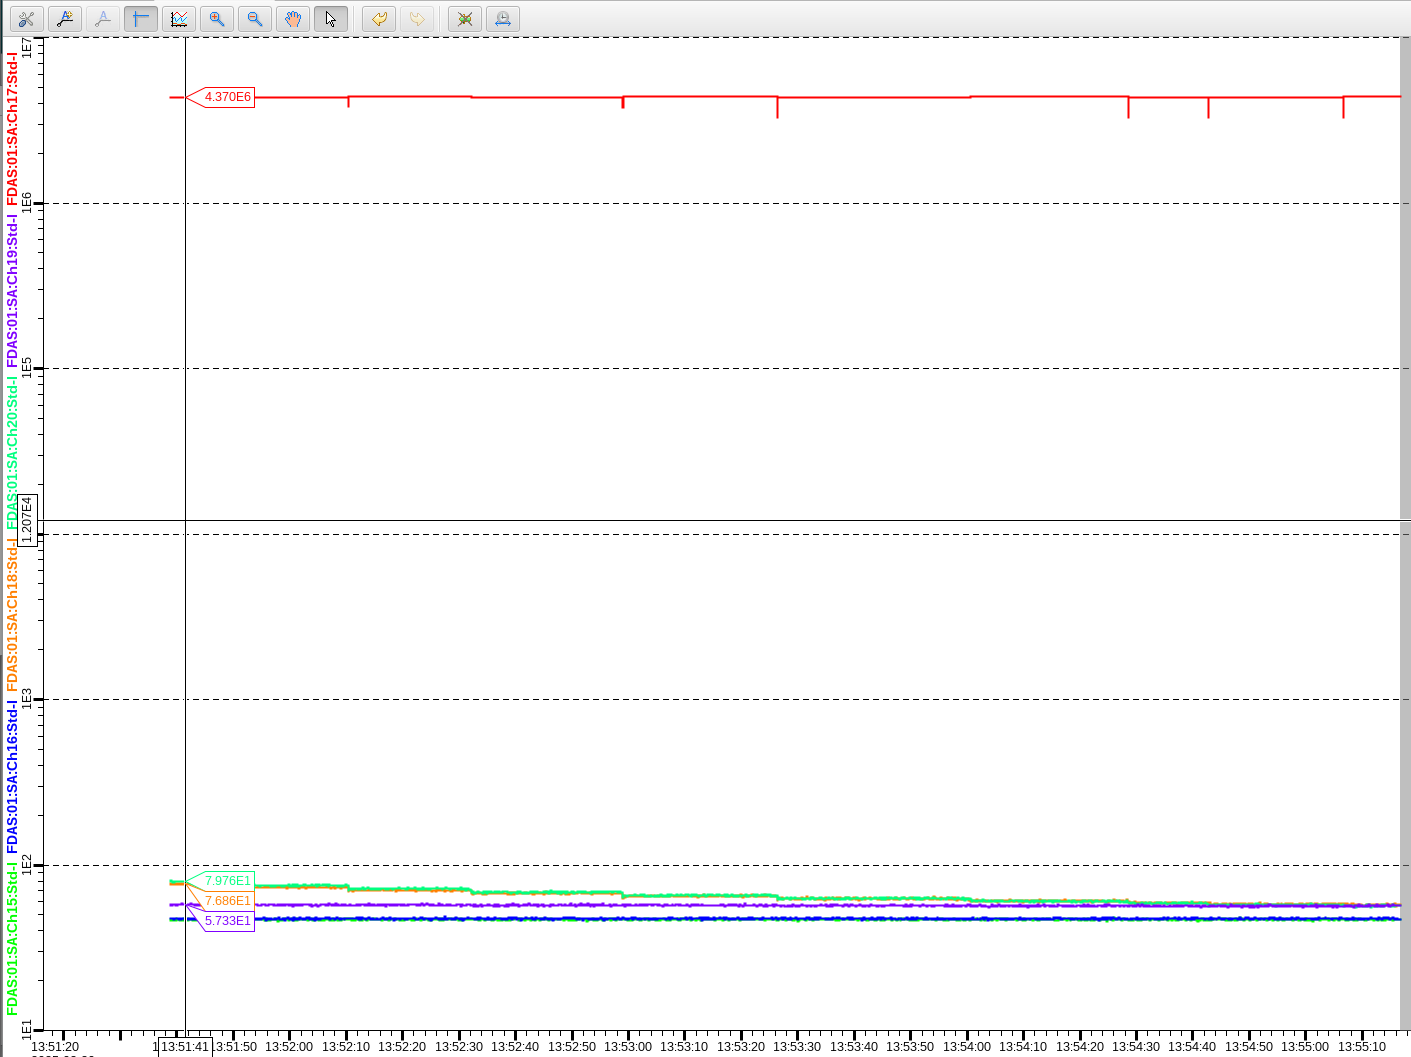 1E7
FDAS:01:SA:Ch17:Std-I
4.370E6
1E6
FDAS:01:SA:Ch19:Std-I
1E5
FDAS:01:SA:Ch20:Std-I
1.207E4
FDAS:01:SA:Ch18:Std-I
1E3
FDAS:01:SA:Ch16:Std-I
1E2
7.976E1
7.686E1
5.733E1
FDAS:01:SA:Ch15:Std-I
1E1
13:51:20 13:51:41 13:51:50 13:52:00 13:52:10 13:52:20 13:52:30 13:52:40 13:52:50 13:53:00 13:53:10 13:53:20 13:53:30 13:53:40 13:53:50 13:54:00 13:54:10 13:54:20 13:54:30 13:54:40 13:54:50 13:55:00 13:55:10